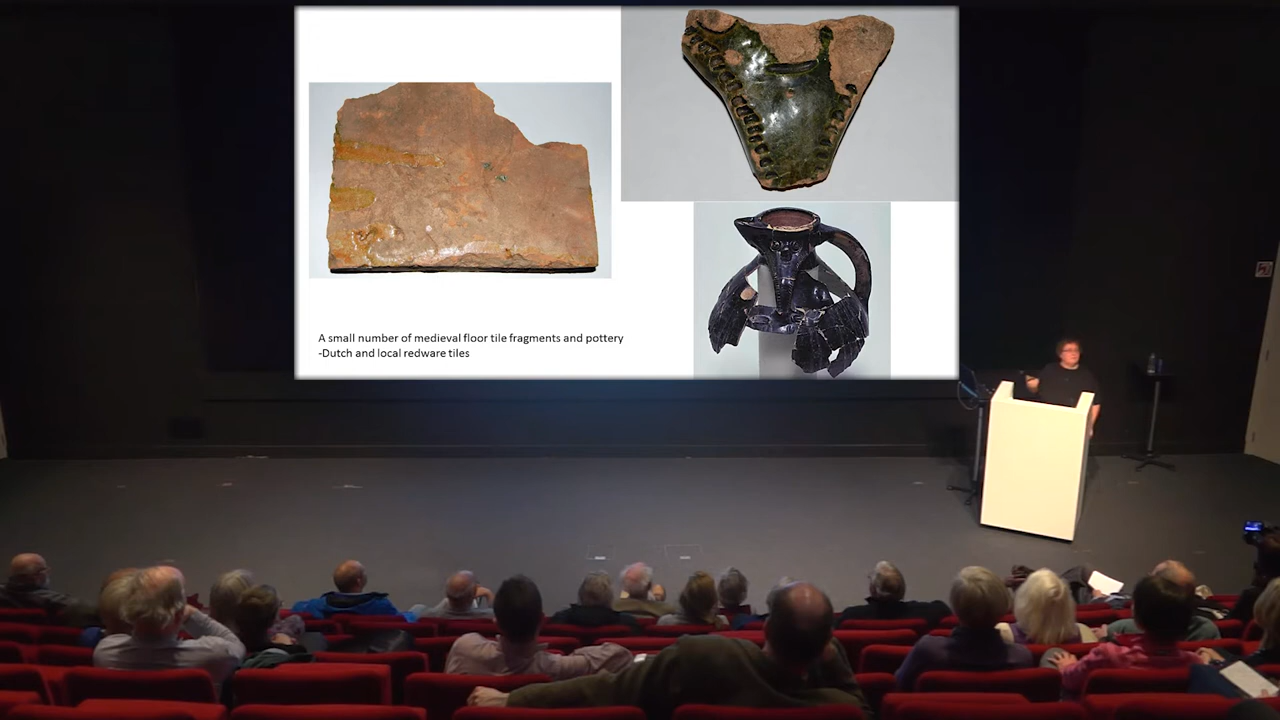 A small number of medieval floor tile fragments and pottery
-Dutch and local redware tiles